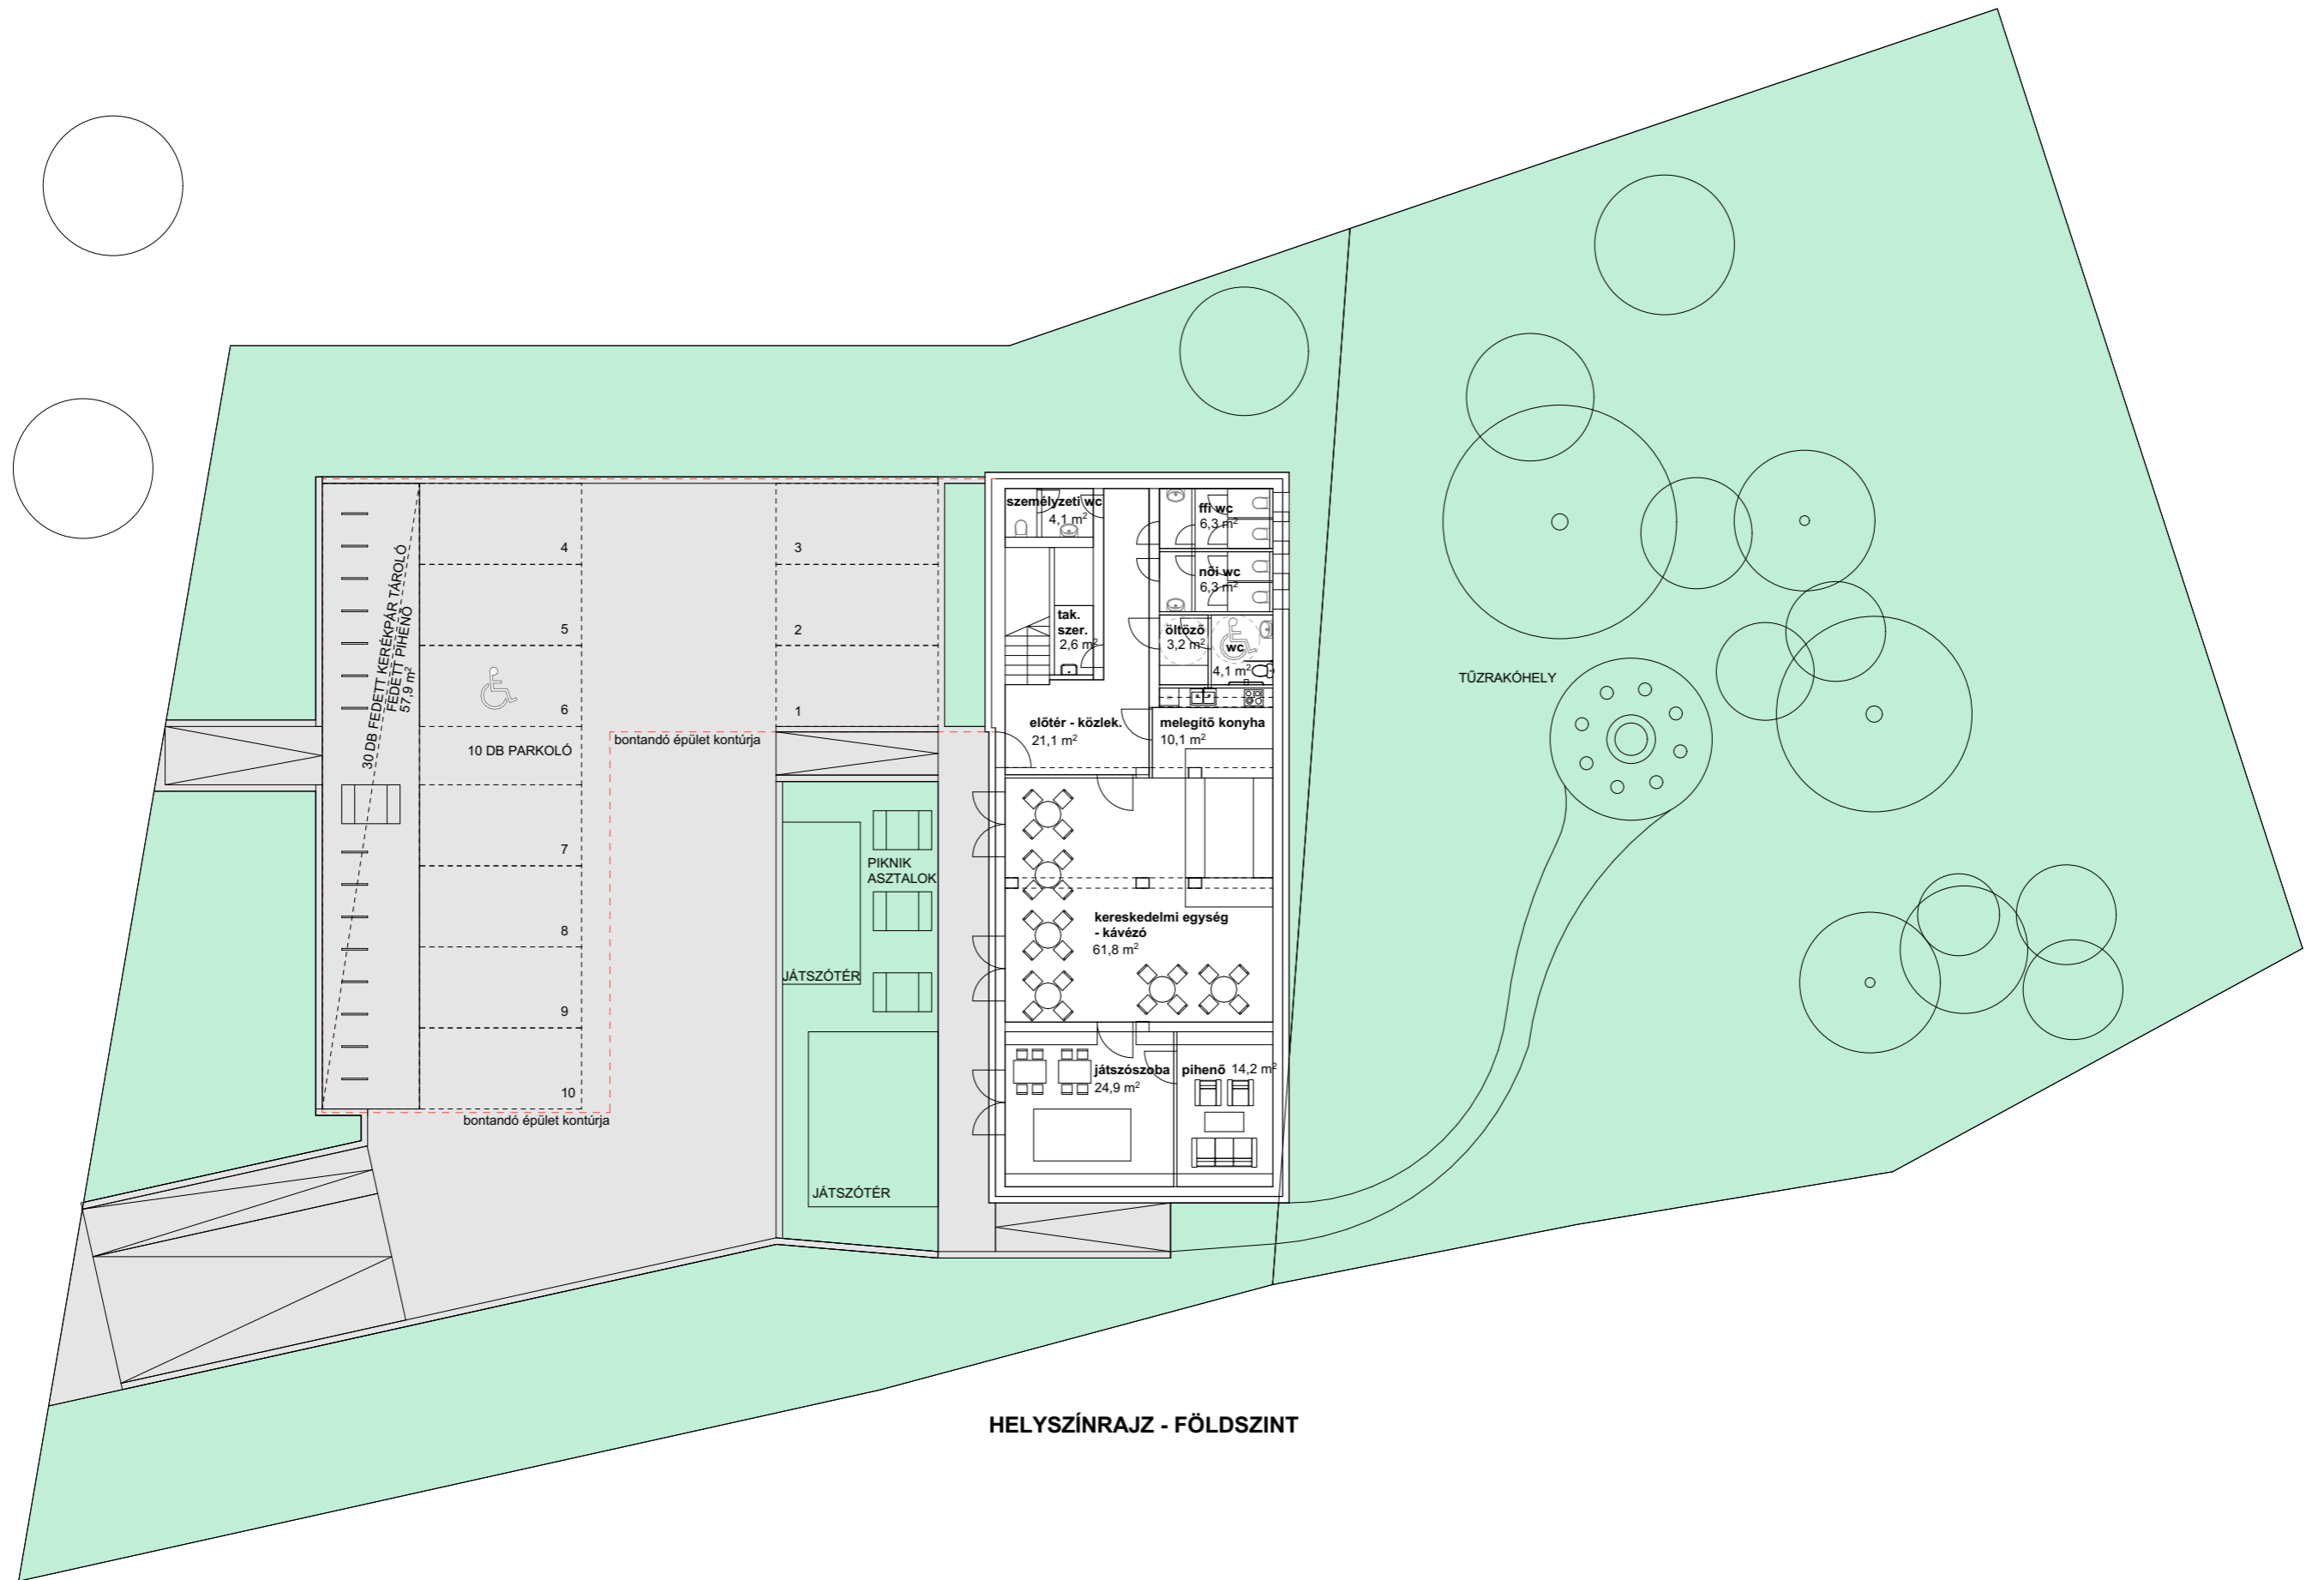 személyzeti wc
4,1 m²
ffi wc
6,3 m²
női wc
6,3 m²
tak.
szer.
2,6 m²
öltöző
3,2 m²
wc
4,1 m²
előtér - közlek.
21,1 m²
melegítő konyha
10,1 m²
kereskedelmi egység
- kávézó
61,8 m²
játszószoba
24,9 m²
pihenő 14,2 m²
30 DB FEDETT KERÉKPÁR TÁROLÓ
FEDETT PIHENŐ
57,9 m²
4
5
6
10 DB PARKOLÓ
7
8
9
10
3
2
1
bontandó épület kontúrja
bontandó épület kontúrja
PIKNIK
ASZTALOK
JÁTSZÓTÉR
JÁTSZÓTÉR
TŰZRAKÓHELY
HELYSZÍNRAJZ - FÖLDSZINT